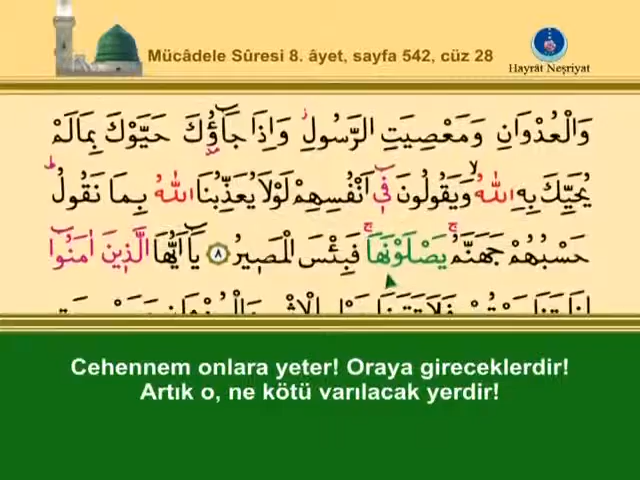 Mücâdele Sûresi 8. âyet, sayfa 542, cüz 28
Hayrât Neşriyat
وَالْعُدْوَانِ وَمَعْصِيَتِ الرَّسُولِ وَاِذَا جَٓاؤُ۫كَ حَيَّوْكَ بِمَا لَمْ
يُحَيِّكَ بِهِ اللّٰهُۙ وَيَقُولُونَ ف۪ٓي اَنْفُسِهِمْ لَوْلَا يُعَذِّبُنَا اللّٰهُ بِمَا نَقُولُۜ
حَسْبُهُمْ جَهَنَّمُۚ يَصْلَوْنَهَاۚ فَبِئْسَ الْمَص۪يرُ ﴿٨﴾ يَٓا اَيُّهَا الَّذ۪ينَ اٰمَنُٓوا
Cehennem onlara yeter! Oraya gireceklerdir!
Artık o, ne kötü varılacak yerdir!